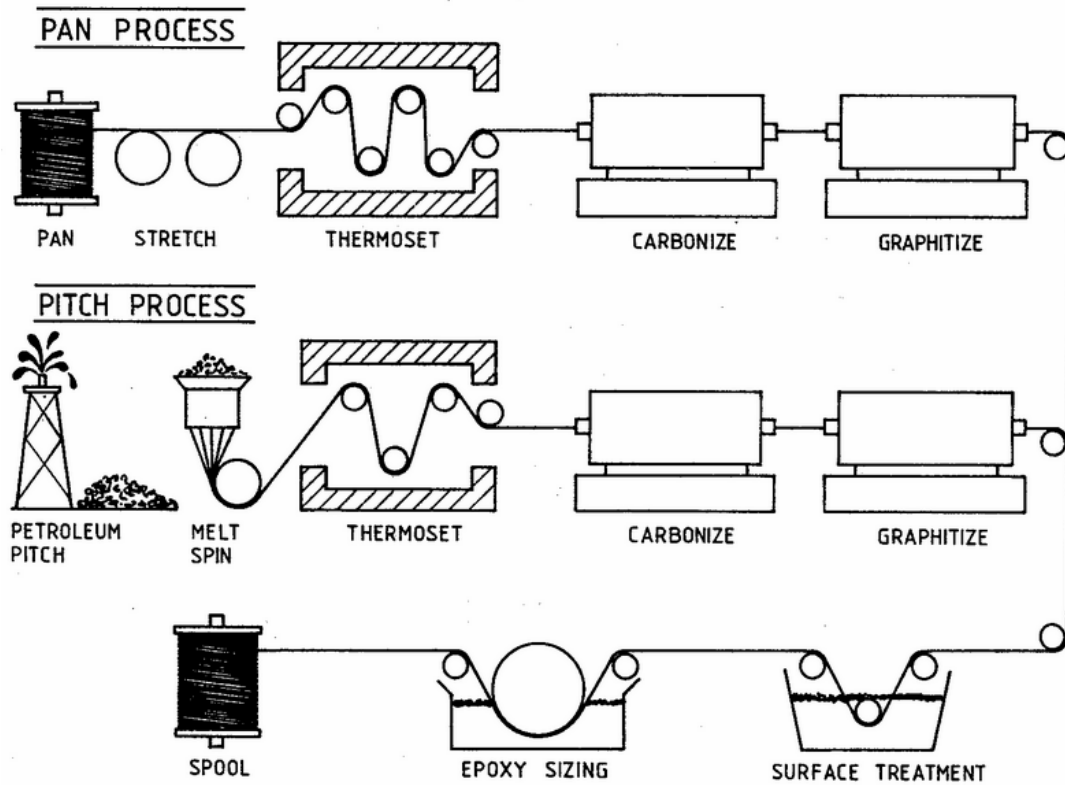 PAN PROCESS
PAN
STRETCH
THERMOSET
CARBONIZE
GRAPHITIZE
PITCH PROCESS
PETROLEUM
PITCH
MELT
SPIN
THERMOSET
CARBONIZE
GRAPHITIZE
SPOOL
EPOXY SIZING
SURFACE TREATMENT